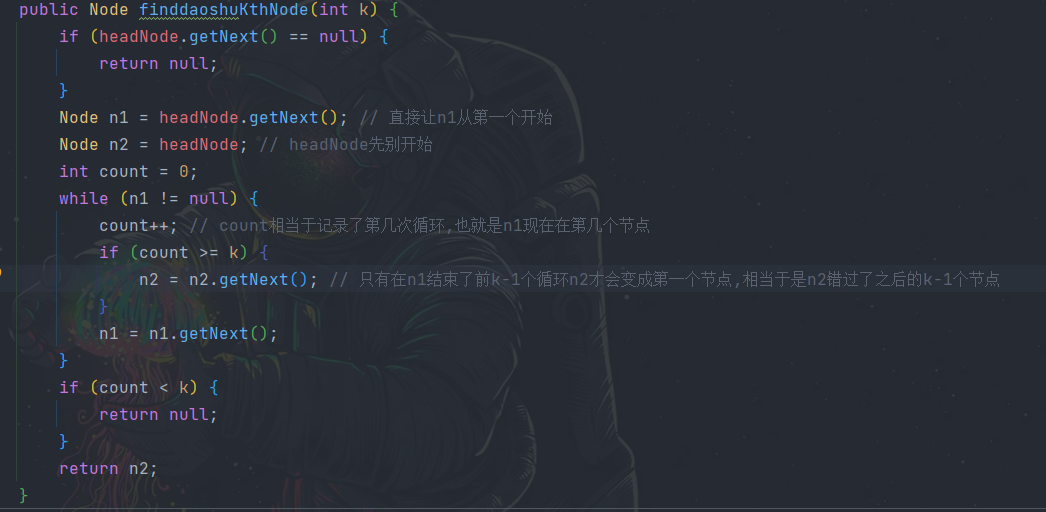 public Node finddaoshuKthNode(int k) {
if (headNode.getNext() == null) {
return null;
}
Node n1 = headNode.getNext(); // 直接让n1从第一个开始
Node n2 = headNode; // headNode先别开始
int count = 0;
while (n1 != null) {
count++; // count相当于记录了第几次循环,也就是n1现在在第几个节点
if (count >= k) {
n2 = n2.getNext(); // 只有在n1结束了前k-1个循环n2才会变成第一个节点,相当于是n2错过了之后的k-1个节点
}
n1 = n1.getNext();
}
if (count < k) {
return null;
}
return n2;
}